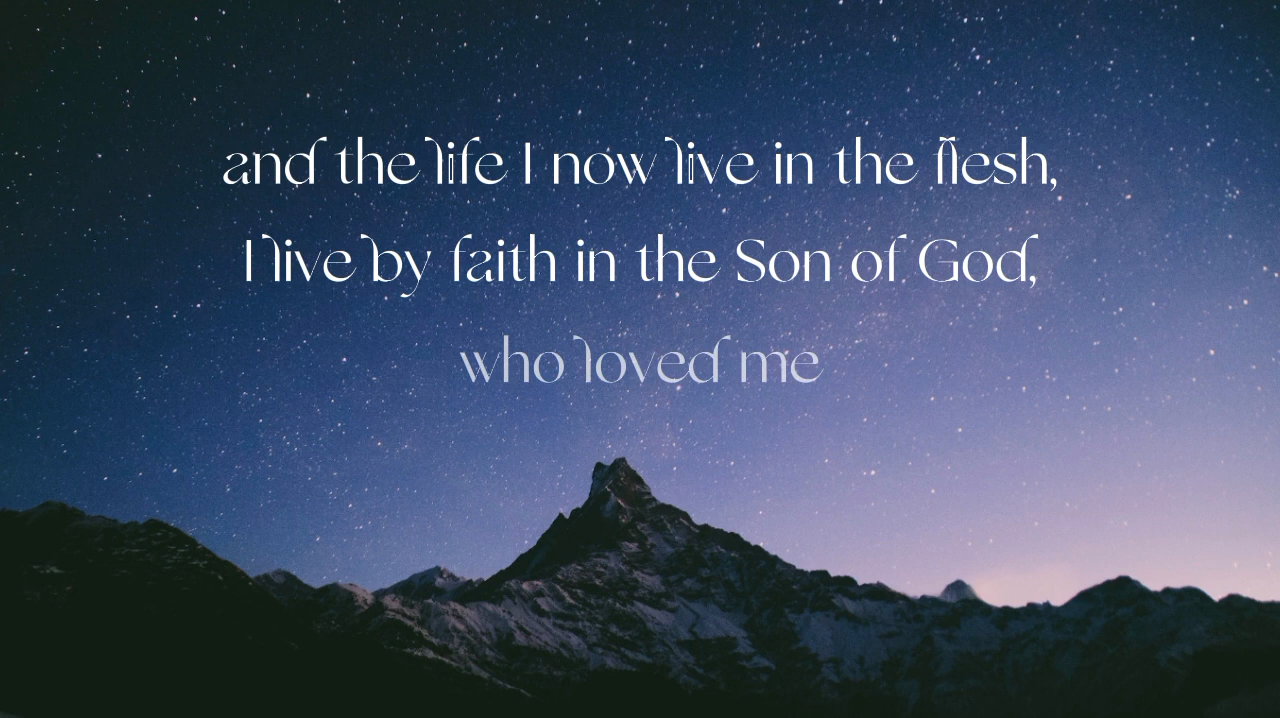 and the life I now live in the flesh,
I live by faith in the Son of God,
who loved me